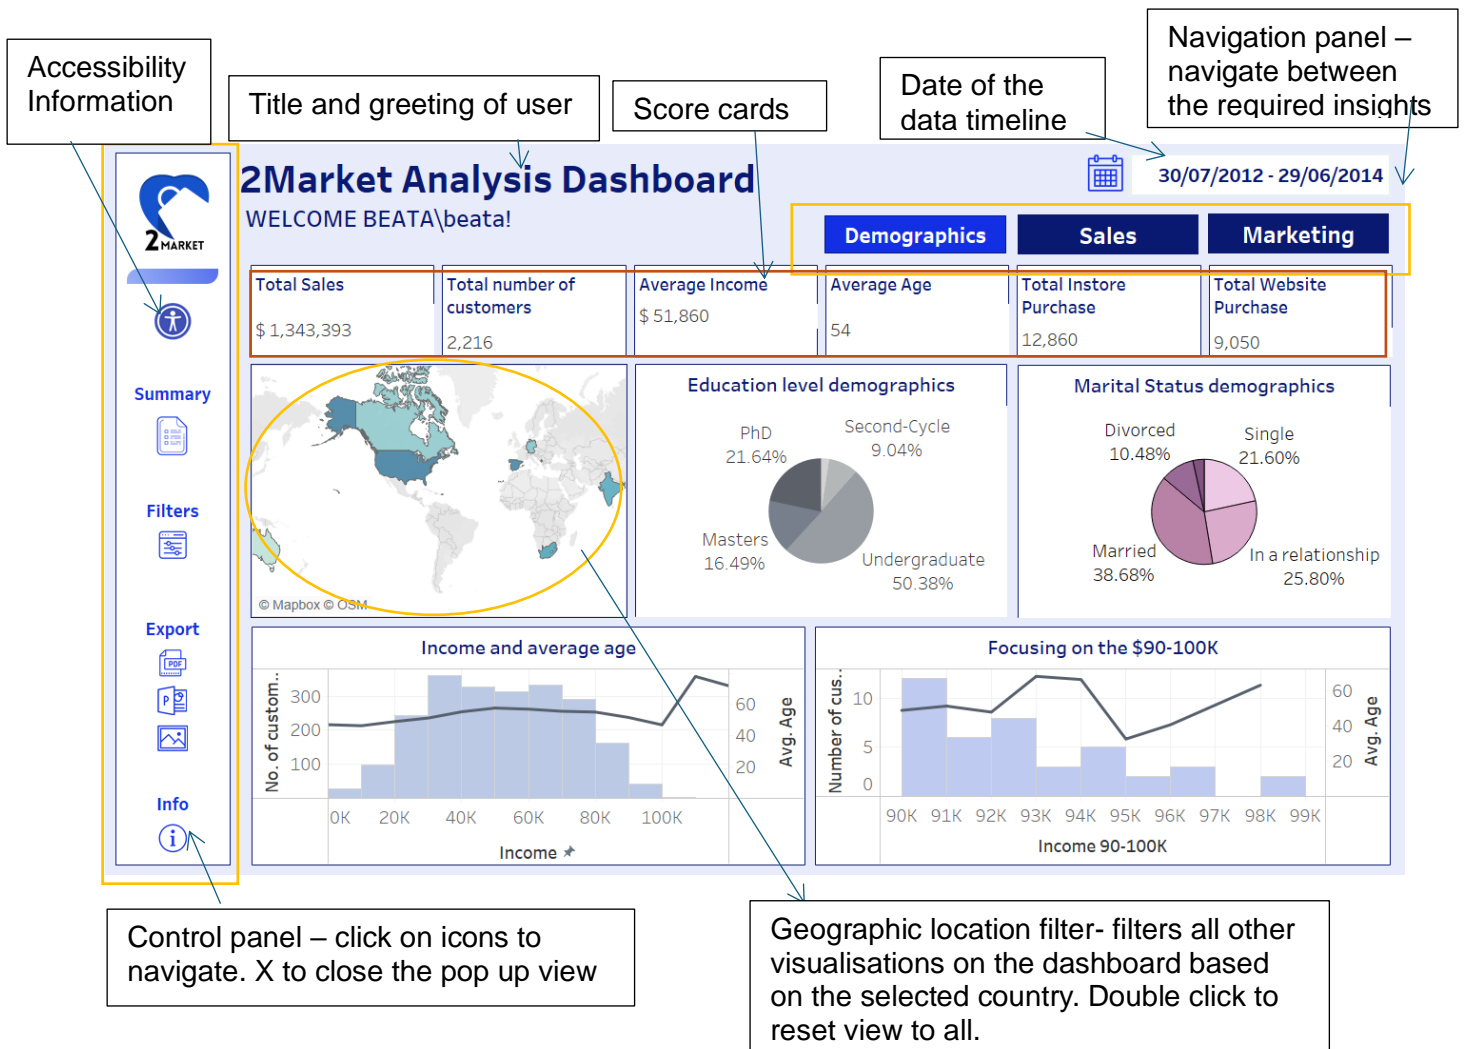 Accessibility
Information
Title and greeting of user
Score cards
Date of the
data timeline
Navigation panel –
navigate between
the required insights
2MARKET
2Market Analysis Dashboard
WELCOME BEATA\beata!
30/07/2012 - 29/06/2014
Demographics
Sales
Marketing
Total Sales
$ 1,343,393
Total number of
customers
2,216
Average Income
$ 51,860
Average Age
54
Total Instore
Purchase
12,860
Total Website
Purchase
9,050
Summary
Filters
Export
PDF
P
Info
i
© Mapbox © OSM
Education level demographics
PhD
21.64%
Second-Cycle
9.04%
Masters
16.49%
Undergraduate
50.38%
Marital Status demographics
Divorced
10.48%
Single
21.60%
Married
38.68%
In a relationship
25.80%
Income and average age
No. of custom..
300
200
100
60
40
20
Avg. Age
0K 20K 40K 60K 80K 100K
Income
Focusing on the $90-100K
Number of cus..
10
5
0
60
40
20
Avg. Age
90K 91K 92K 93K 94K 95K 96K 97K 98K 99K
Income 90-100K
Control panel – click on icons to
navigate. X to close the pop up view
Geographic location filter- filters all other
visualisations on the dashboard based
on the selected country. Double click to
reset view to all.